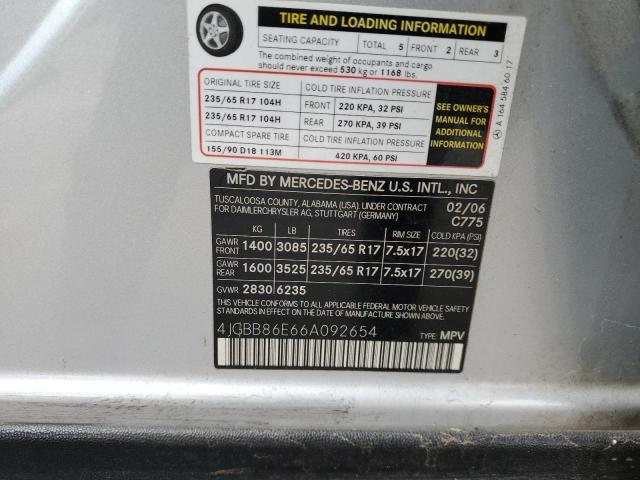 TIRE AND LOADING INFORMATION
SEATING CAPACITY TOTAL 5 FRONT 2 REAR 3
The combined weight of occupants and cargo
should never exceed 530 kg or 1168 lbs.
ORIGINAL TIRE SIZE COLD TIRE INFLATION PRESSURE
235/65 R17 104H FRONT 220 KPA, 32 PSI
235/65 R17 104H REAR 270 KPA, 39 PSI
COMPACT SPARE TIRE COLD TIRE INFLATION PRESSURE
155/90 D18 113M 420 KPA, 60 PSI
SEE OWNER'S
MANUAL FOR
ADDITIONAL
INFORMATION
A 164 584 60 17
MFD BY MERCEDES-BENZ U.S. INTL., INC
TUSCALOOSA COUNTY, ALABAMA (USA). UNDER CONTRACT 02/06
FOR DAIMLERCHRYSLER AG, STUTTGART (GERMANY) C775
KG LB TIRES RIM SIZE COLD KPA (PSI)
GAWR FRONT 1400 3085 235/65 R17 7.5x17 220(32)
GAWR REAR 1600 3525 235/65 R17 7.5x17 270(39)
GVWR 2830 6235
THIS VEHICLE CONFORMS TO ALL APPLICABLE FEDERAL MOTOR VEHICLE SAFETY
STANDARDS IN EFFECT ON THE DATE OF MANUFACTURE SHOWN ABOVE.
4JGBB86E66A092654 TYPE: MPV